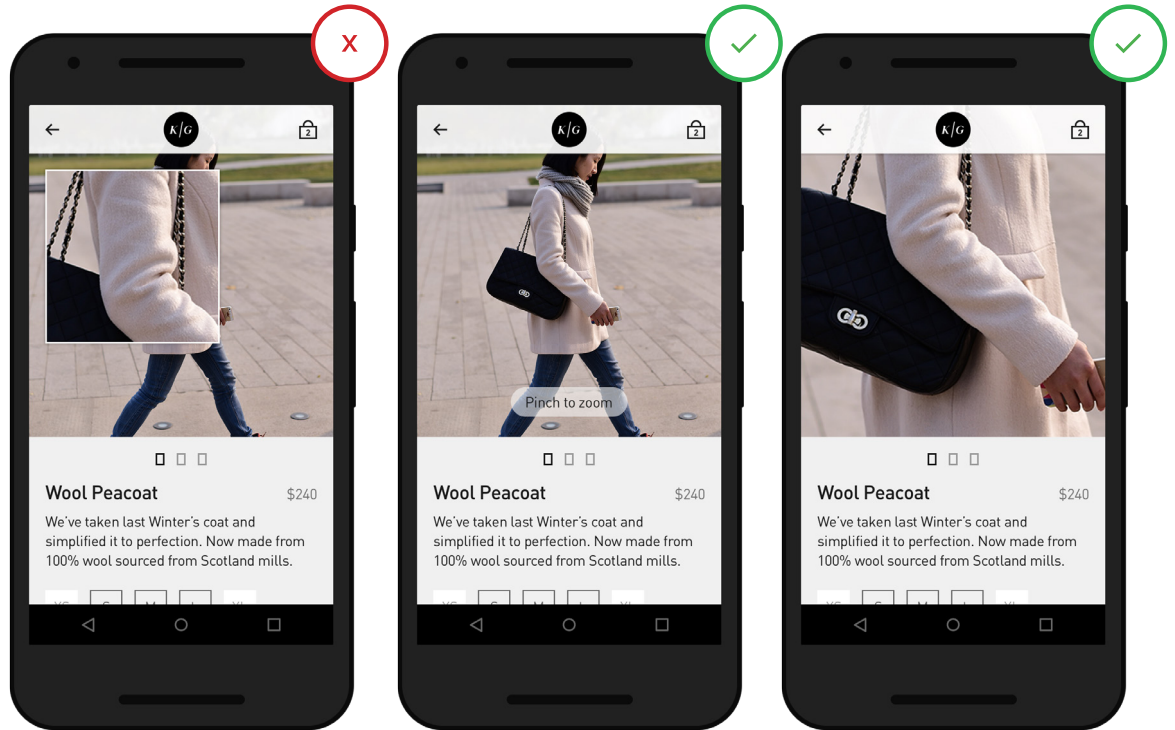 X
K|G
2
Wool Peacoat
$240
We've taken last Winter's coat and
simplified it to perfection. Now made from
100% wool sourced from Scotland mills.
K|G
2
Pinch to zoom
Wool Peacoat
$240
We've taken last Winter's coat and
simplified it to perfection. Now made from
100% wool sourced from Scotland mills.
K|G
2
Wool Peacoat
$240
We've taken last Winter's coat and
simplified it to perfection. Now made from
100% wool sourced from Scotland mills.